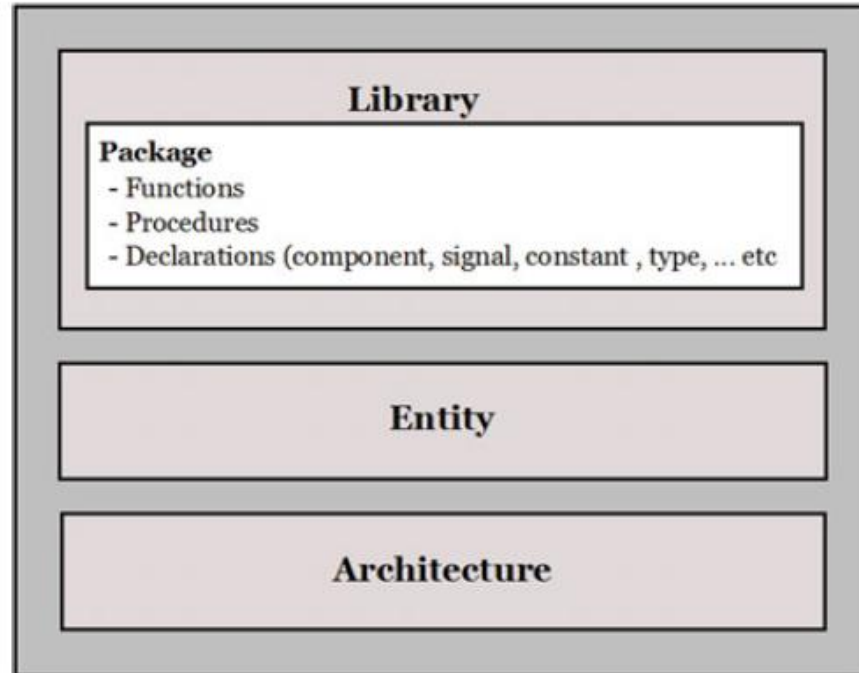 Library
Package
- Functions
- Procedures
- Declarations (component, signal, constant , type, ... etc
Entity
Architecture